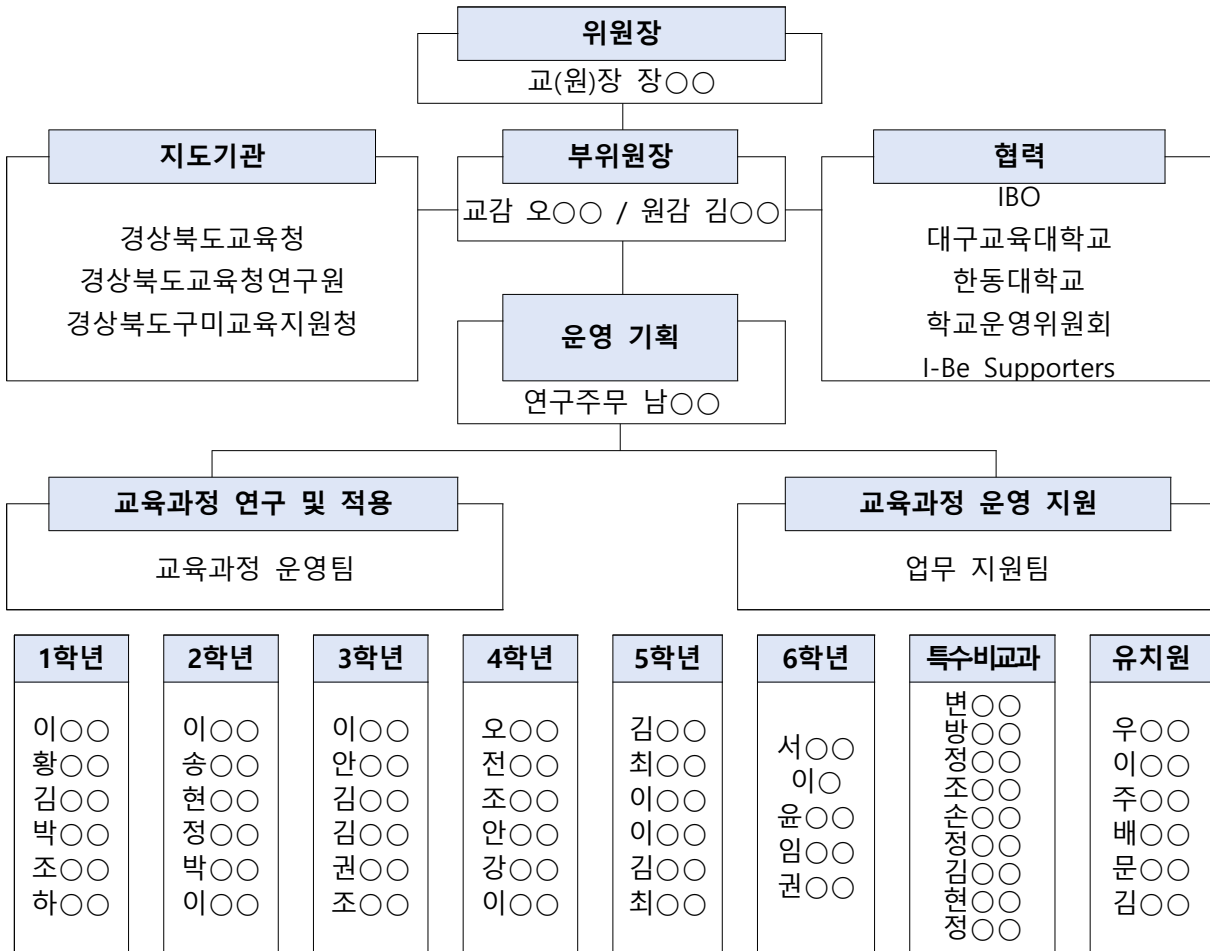 위원장
교(원)장 장○○
지도기관
경상북도교육청
경상북도교육청연구원
경상북도구미교육지원청
부위원장
교감 오○○ / 원감 김○○
협력
IBO
대구교육대학교
한동대학교
학교운영위원회
I-Be Supporters
운영 기획
연구주무 남○○
교육과정 연구 및 적용
교육과정 운영팀
교육과정 운영 지원
업무 지원팀
1학년
이○○
황○○
김○○
박○○
조○○
하○○
2학년
이○○
송○○
현○○
정○○
박○○
이○○
3학년
이○○
안○○
김○○
김○○
권○○
조○○
4학년
오○○
전○○
조○○
안○○
강○○
이○○
5학년
김○○
최○○
이○○
이○○
김○○
최○○
6학년
서○○
이○
윤○○
임○○
권○○
특수·비교과
변○○
방○○
정○○
조○○
손○○
정○○
김○○
현○○
정○○
유치원
우○○
이○○
주○○
배○○
문○○
김○○